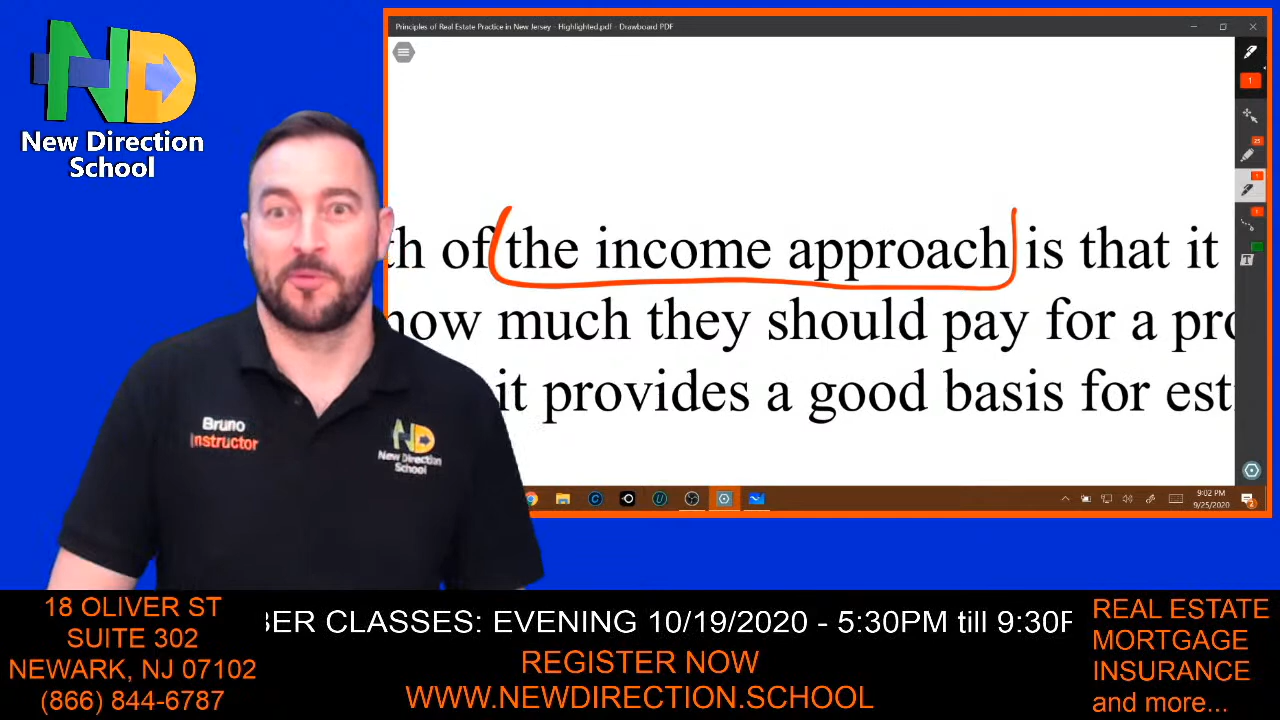 New Direction
School
Principles of Real Estate Practice in New Jersey - Highlighted.pdf - Drawboard PDF
th of the income approach is that it
how much they should pay for a pro
it provides a good basis for est
Bruno
Instructor
New Direction
School
9:02 PM
9/25/2020
18 OLIVER ST
SUITE 302
NEWARK, NJ 07102
(866) 844-6787
BER CLASSES: EVENING 10/19/2020 - 5:30PM till 9:30P
REGISTER NOW
WWW.NEWDIRECTION.SCHOOL
REAL ESTATE
MORTGAGE
INSURANCE
and more...